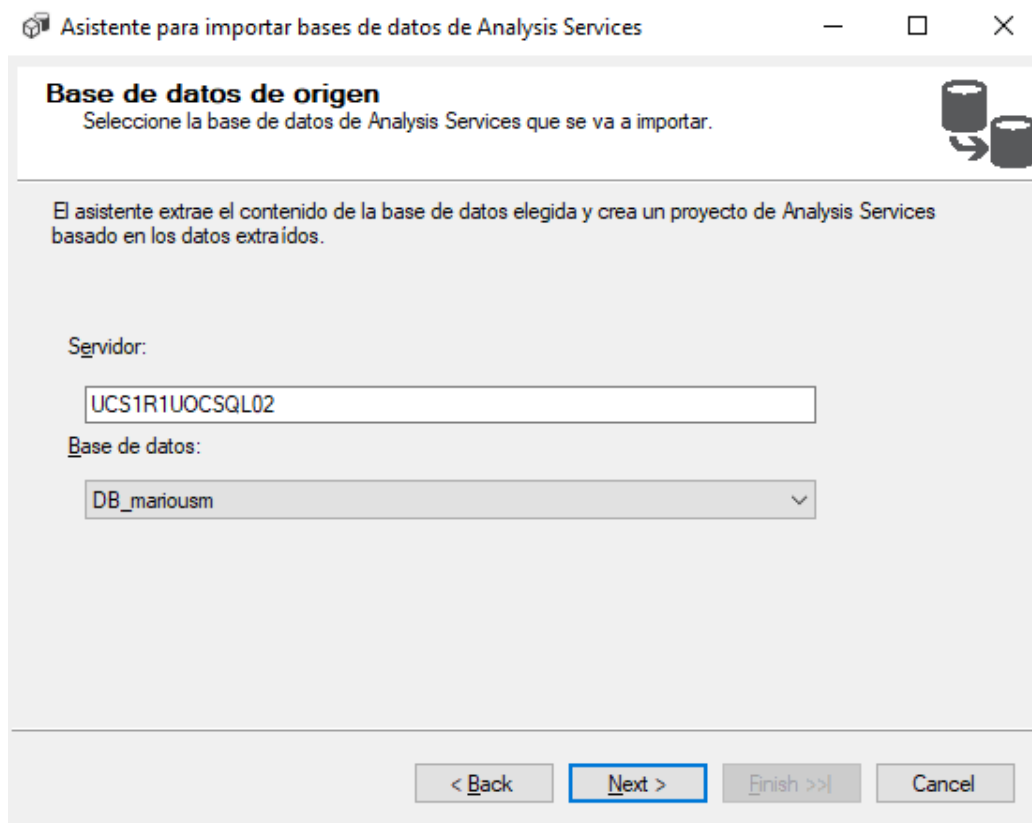 Asistente para importar bases de datos de Analysis Services
Base de datos de origen
Seleccione la base de datos de Analysis Services que se va a importar.
El asistente extrae el contenido de la base de datos elegida y crea un proyecto de Analysis Services
basado en los datos extraídos.
Servidor:
UCS1R1UOCSQL02
Base de datos:
DB_mariousm
< Back
Next >
Finish >>|
Cancel